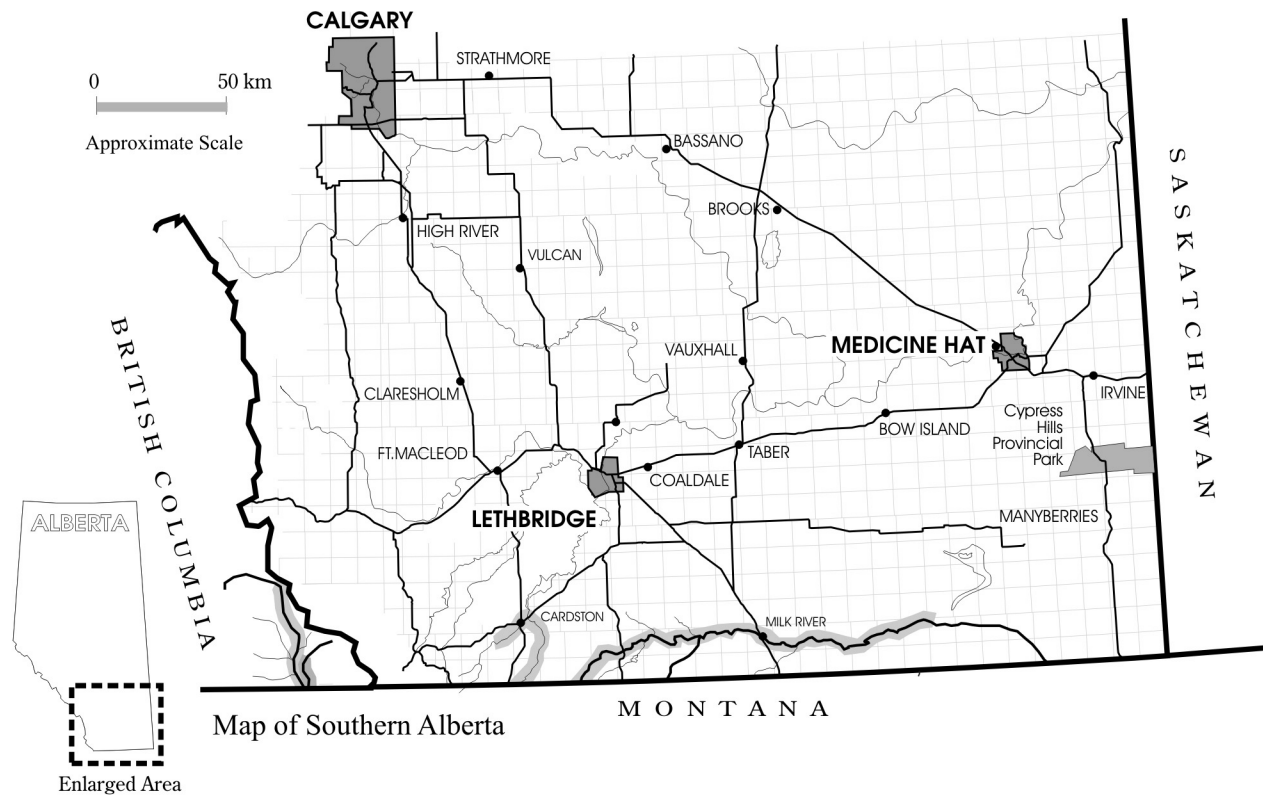 CALGARY
STRATHMORE
0 50 km
Approximate Scale
BASSANO
BROOKS
HIGH RIVER
VULCAN
SASKATCHEWAN
BRITISH COLUMBIA
MEDICINE HAT
VAUXHALL
IRVINE
CLARESHOLM
Cypress
Hills
Provincial
Park
BOW ISLAND
FT.MACLEOD
TABER
COALDALE
LETHBRIDGE
MANYBERRIES
ALBERTA
CARDSTON
MILK RIVER
MONTANA
Map of Southern Alberta
Enlarged Area